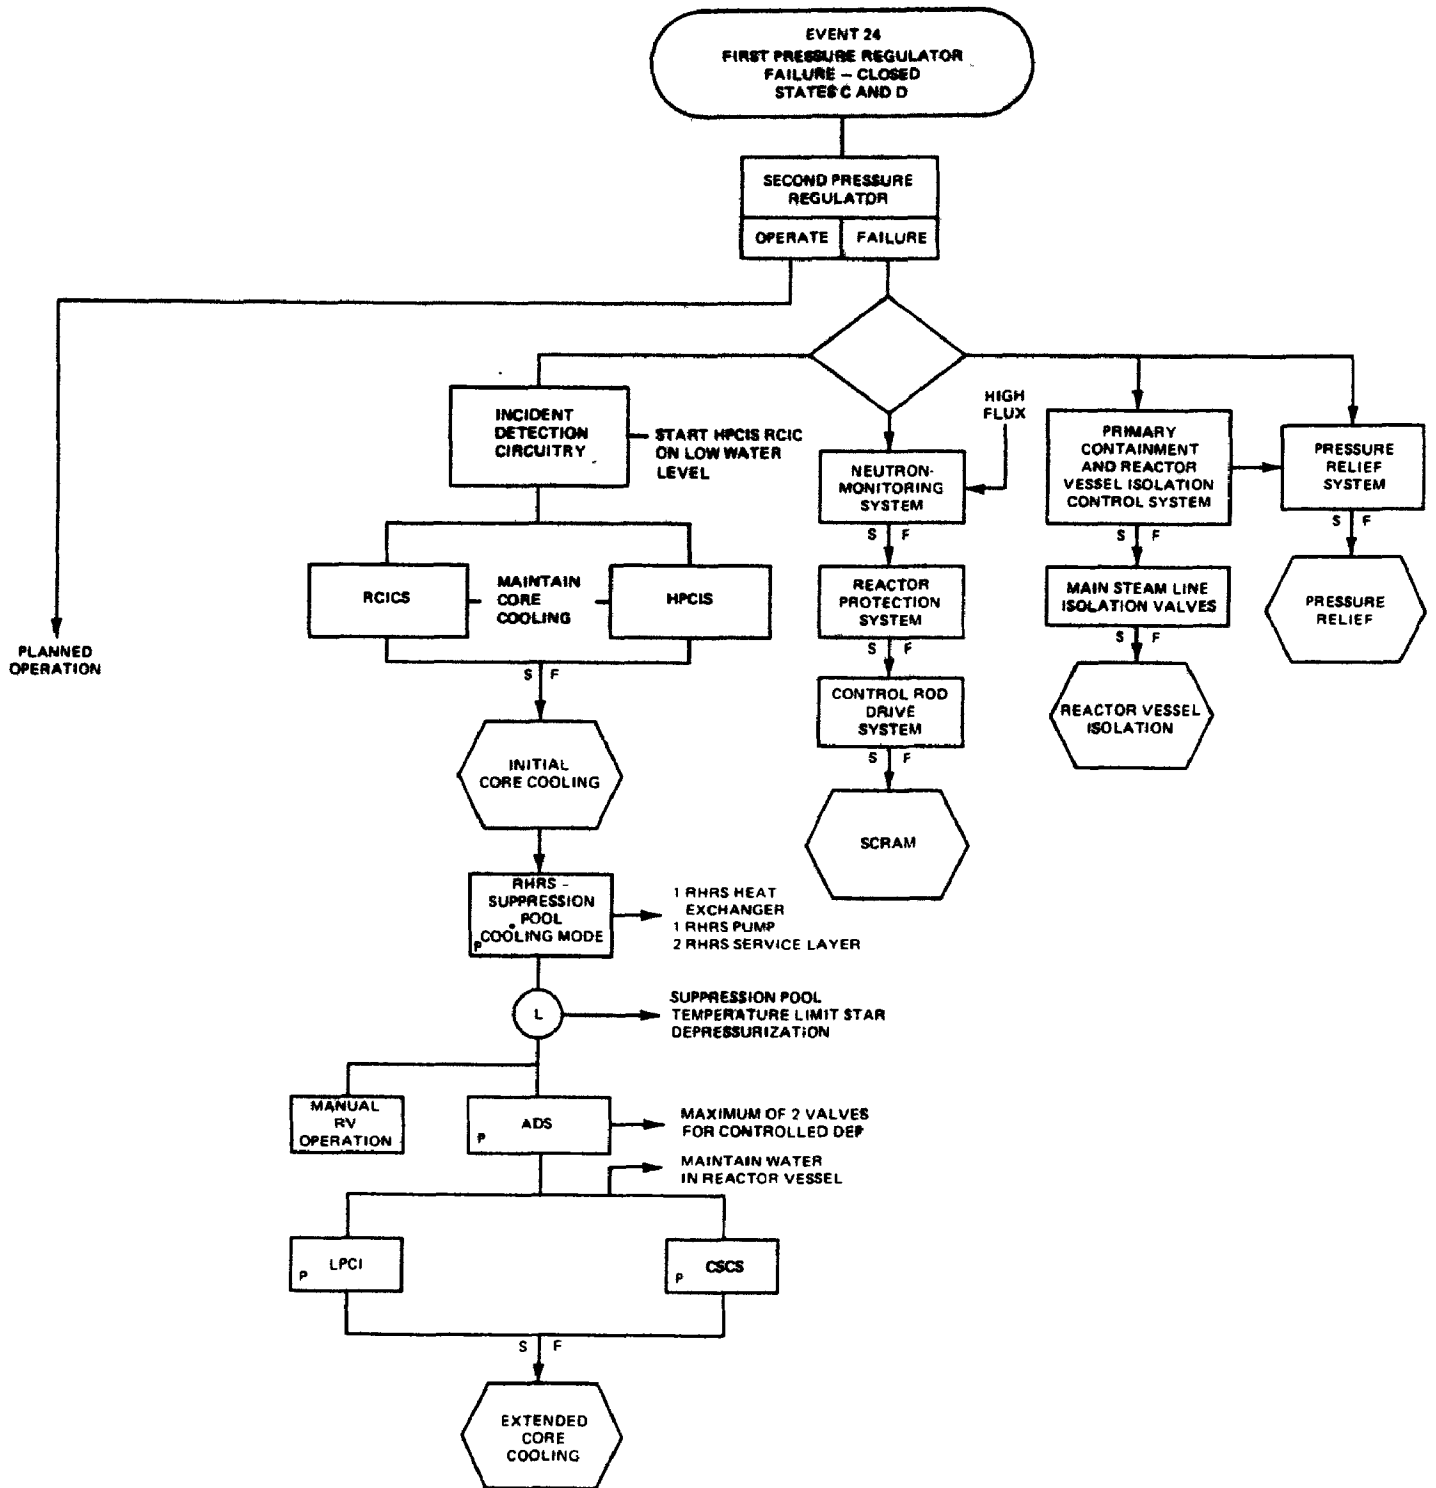 EVENT 24
FIRST PRESSURE REGULATOR
FAILURE – CLOSED
STATES C AND D
SECOND PRESSURE
REGULATOR
OPERATE
FAILURE
PLANNED
OPERATION
INCIDENT
DETECTION
CIRCUITRY
START HPCIS RCIC
ON LOW WATER
LEVEL
HIGH
FLUX
NEUTRON-
MONITORING
SYSTEM
S F
PRIMARY
CONTAINMENT
AND REACTOR
VESSEL ISOLATION
CONTROL SYSTEM
S F
PRESSURE
RELIEF
SYSTEM
S F
RCICS
MAINTAIN
CORE
COOLING
HPCIS
S F
REACTOR
PROTECTION
SYSTEM
S F
MAIN STEAM LINE
ISOLATION VALVES
S F
PRESSURE
RELIEF
CONTROL ROD
DRIVE
SYSTEM
S F
REACTOR VESSEL
ISOLATION
INITIAL
CORE COOLING
SCRAM
RHRS –
SUPPRESSION
POOL
COOLING MODE
P
1 RHRS HEAT
EXCHANGER
1 RHRS PUMP
2 RHRS SERVICE LAYER
L
SUPPRESSION POOL
TEMPERATURE LIMIT STAR
DEPRESSURIZATION
MANUAL
RV
OPERATION
ADS
P
MAXIMUM OF 2 VALVES
FOR CONTROLLED DEP
MAINTAIN WATER
IN REACTOR VESSEL
LPCI
P
CSCS
P
S F
EXTENDED
CORE
COOLING